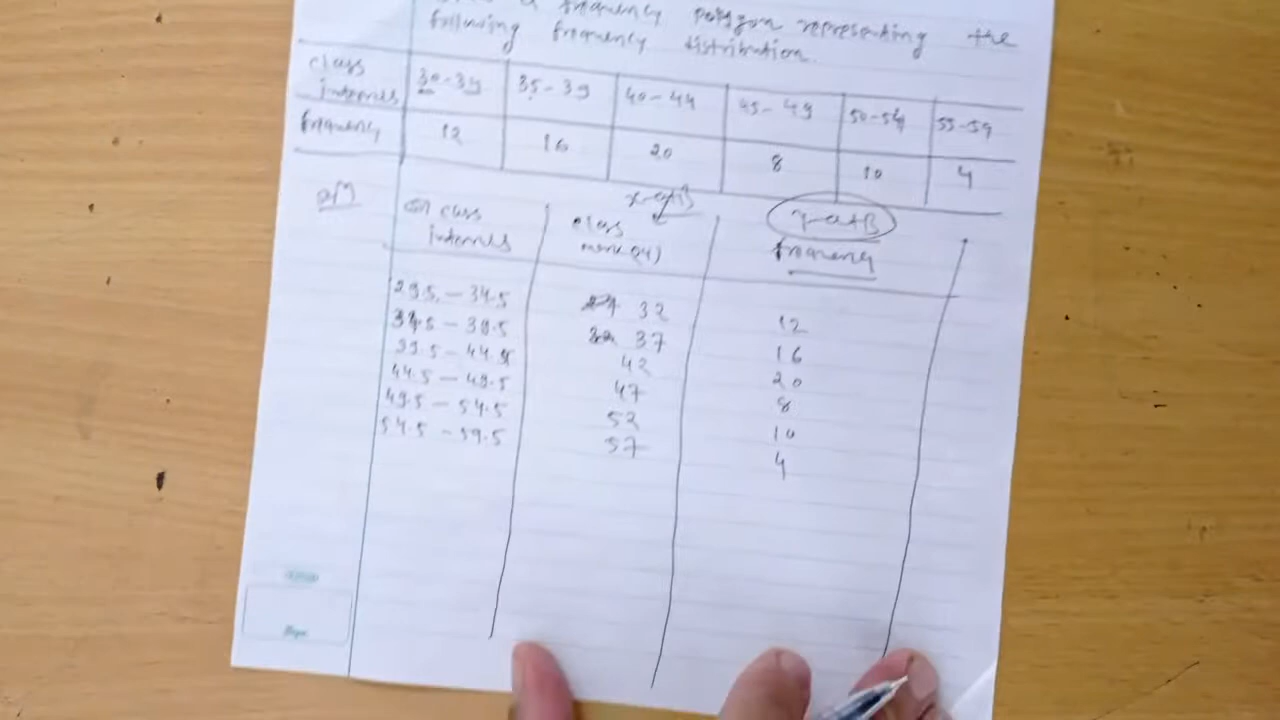 a frequency polygon representing the
following frequency distribution.
class intervals 30-34 35-39 40-44 45-49 50-54 55-59
frequency 12 16 20 8 10 4
x-axis y-axis
class intervals class mark frequency
29.5 - 34.5 32 12
34.5 - 39.5 37 16
39.5 - 44.5 42 20
44.5 - 49.5 47 8
49.5 - 54.5 52 10
54.5 - 59.5 57 4